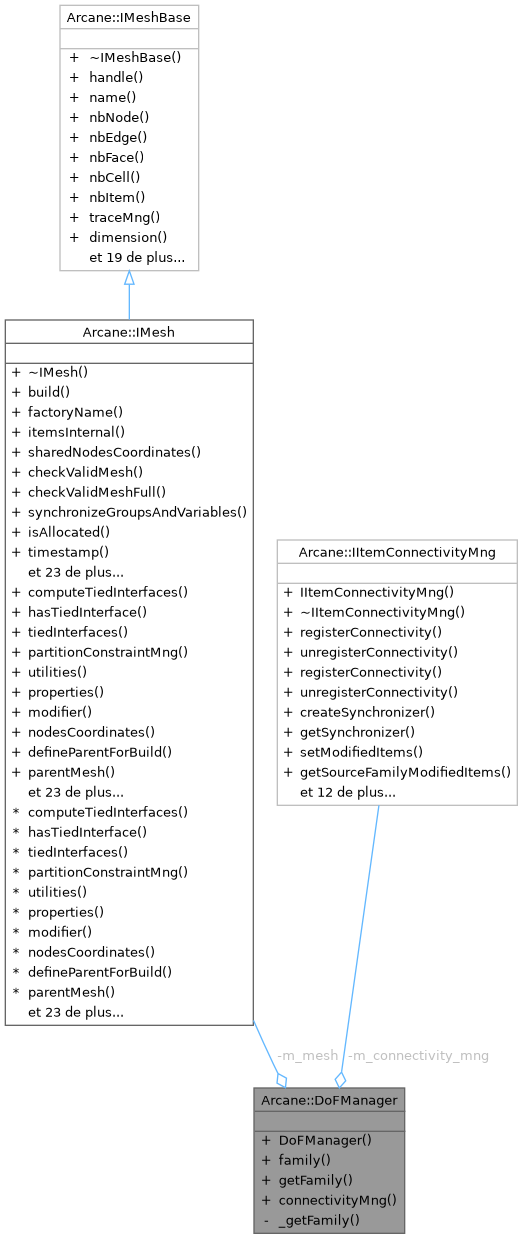 Arcane::IMeshBase
+ ~IMeshBase()
+ handle()
+ name()
+ nbNode()
+ nbEdge()
+ nbFace()
+ nbCell()
+ nbItem()
+ traceMng()
+ dimension()
et 19 de plus...
Arcane::IMesh
+ ~IMesh()
+ build()
+ factoryName()
+ itemsInternal()
+ sharedNodesCoordinates()
+ checkValidMesh()
+ checkValidMeshFull()
+ synchronizeGroupsAndVariables()
+ isAllocated()
+ timestamp()
et 23 de plus...
+ computeTiedInterfaces()
+ hasTiedInterface()
+ tiedInterfaces()
+ partitionConstraintMng()
+ utilities()
+ properties()
+ modifier()
+ nodesCoordinates()
+ defineParentForBuild()
+ parentMesh()
et 23 de plus...
* computeTiedInterfaces()
* hasTiedInterface()
* tiedInterfaces()
* partitionConstraintMng()
* utilities()
* properties()
* modifier()
* nodesCoordinates()
* defineParentForBuild()
* parentMesh()
et 23 de plus...
Arcane::IItemConnectivityMng
+ IItemConnectivityMng()
+ ~IItemConnectivityMng()
+ registerConnectivity()
+ unregisterConnectivity()
+ registerConnectivity()
+ unregisterConnectivity()
+ createSynchronizer()
+ getSynchronizer()
+ setModifiedItems()
+ getSourceFamilyModifiedItems()
et 12 de plus...
-m_mesh
-m_connectivity_mng
Arcane::DoFManager
+ DoFManager()
+ family()
+ getFamily()
+ connectivityMng()
- _getFamily()